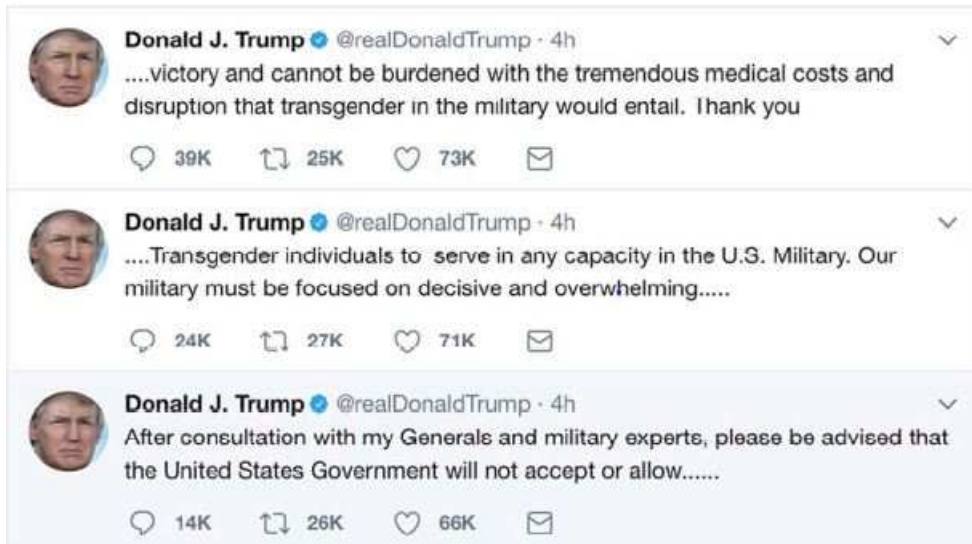 Donald J. Trump @realDonaldTrump · 4h
....victory and cannot be burdened with the tremendous medical costs and
disruption that transgender in the military would entail. Thank you
39K 25K 73K
Donald J. Trump @realDonaldTrump · 4h
....Transgender individuals to serve in any capacity in the U.S. Military. Our
military must be focused on decisive and overwhelming.....
24K 27K 71K
Donald J. Trump @realDonaldTrump · 4h
After consultation with my Generals and military experts, please be advised that
the United States Government will not accept or allow......
14K 26K 66K